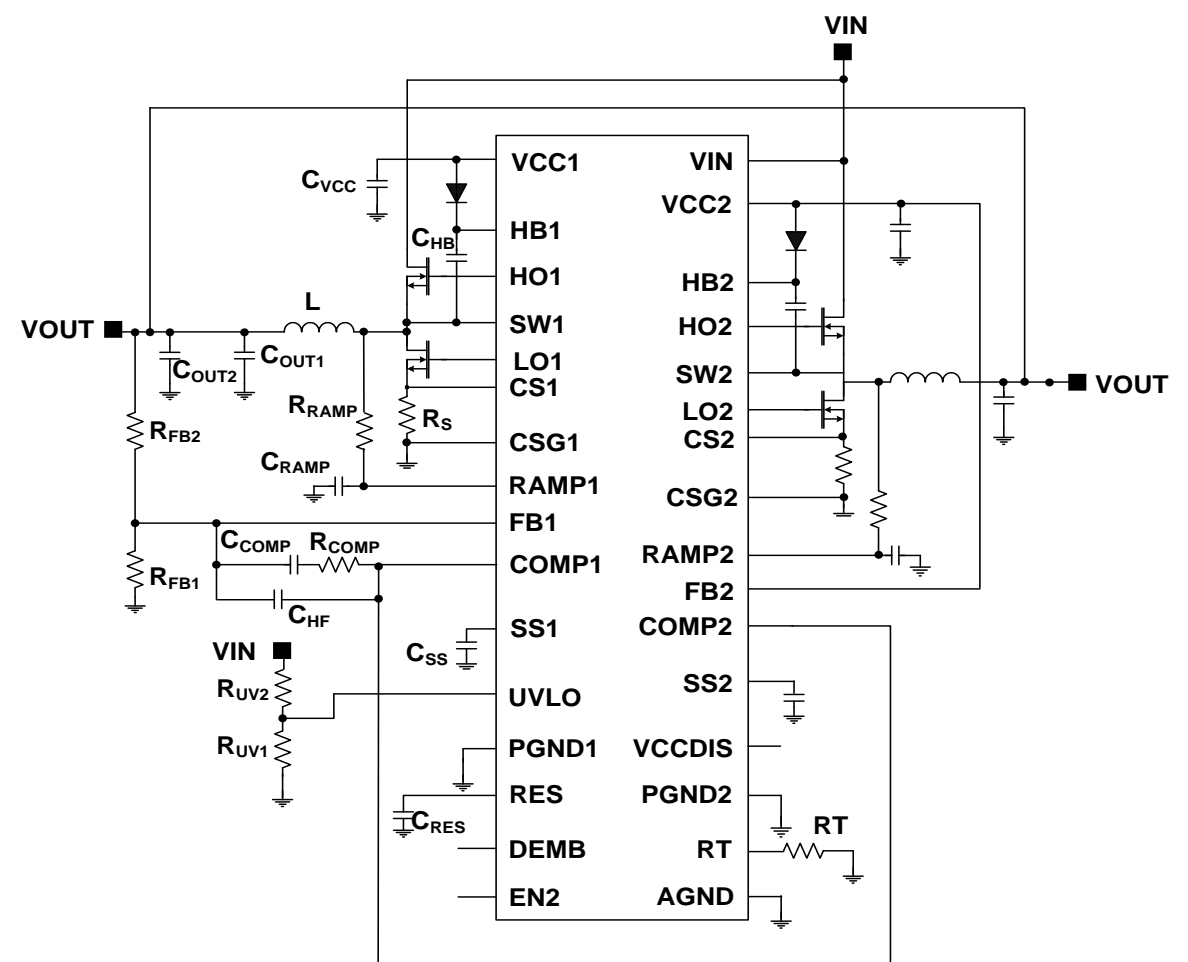 VIN
VCC1
VIN
CVCC
VCC2
HB1
CHB
HO1
HB2
L
VOUT
SW1
HO2
COUT2
COUT1
LO1
SW2
VOUT
CS1
RRAMP
RS
LO2
RFB2
CSG1
CS2
CRAMP
RAMP1
CSG2
FB1
CCOMP
RCOMP
COMP1
RAMP2
RFB1
FB2
CHF
SS1
COMP2
CSS
VIN
RUV2
UVLO
SS2
RUV1
PGND1
VCCDIS
RES
PGND2
CRES
RT
DEMB
RT
EN2
AGND